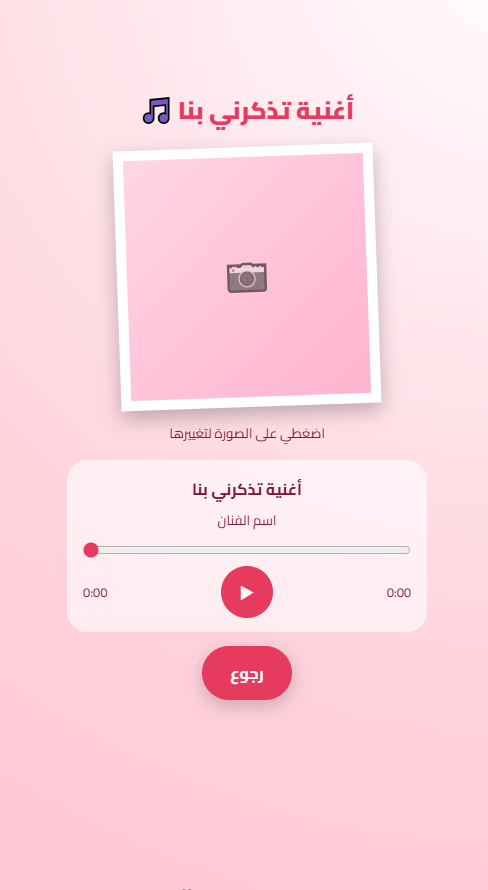 أغنية تذكرني بنا 🎵
اضغطي على الصورة لتغييرها
أغنية تذكرني بنا
اسم الفنان
0:00 0:00
رجوع